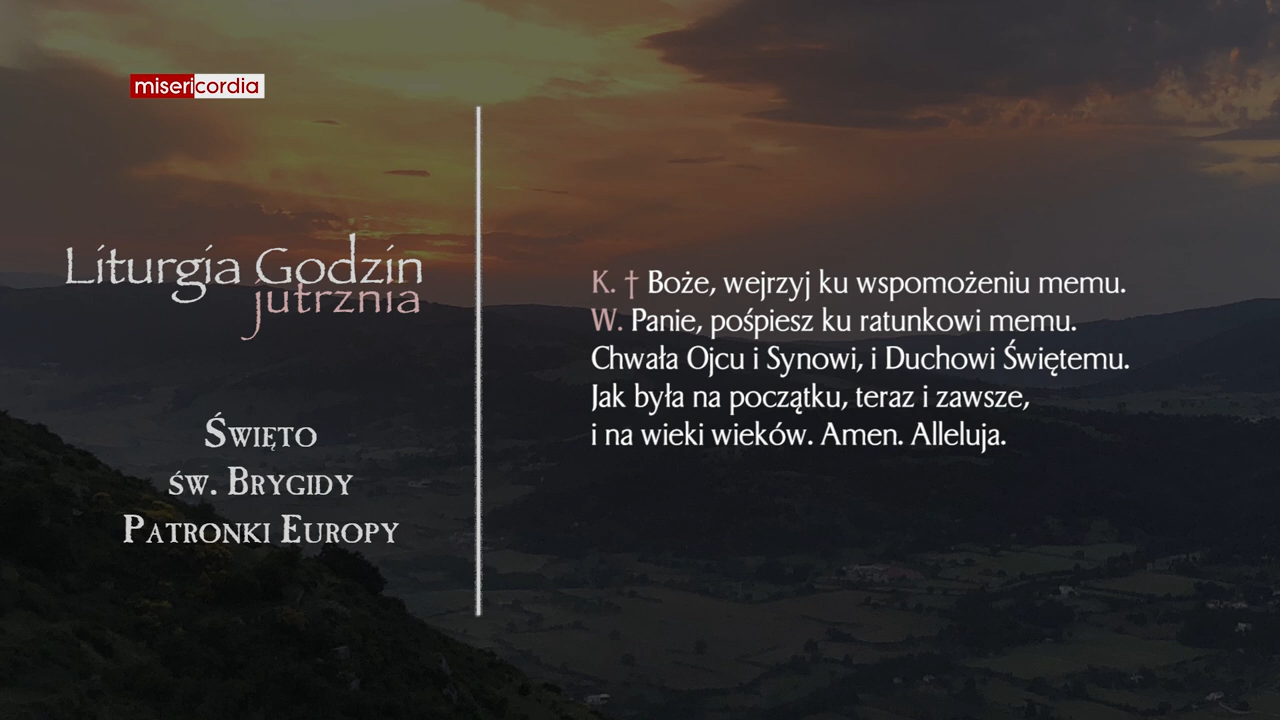 misericordia
Liturgia Godzin
jutrznia
Święto
św. Brygidy
Patronki Europy
K. † Boże, wejrzyj ku wspomożeniu memu.
W. Panie, pośpiesz ku ratunkowi memu.
Chwała Ojcu i Synowi, i Duchowi Świętemu.
Jak była na początku, teraz i zawsze,
i na wieki wieków. Amen. Alleluja.